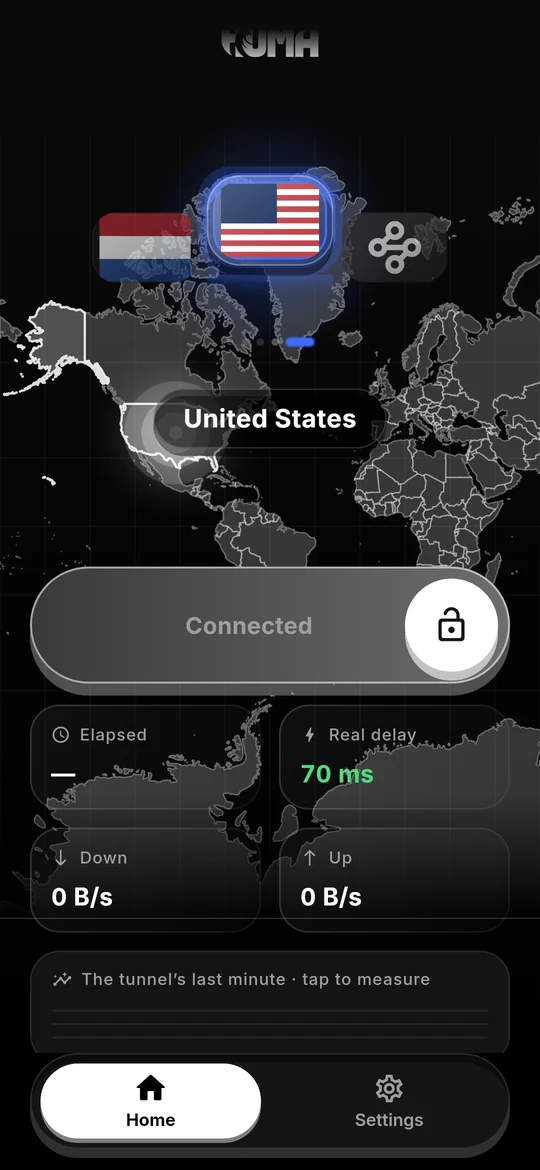 United States
Connected
Elapsed
Real delay
—
70 ms
Down
Up
0 B/s
0 B/s
The tunnel’s last minute · tap to measure
Home
Settings